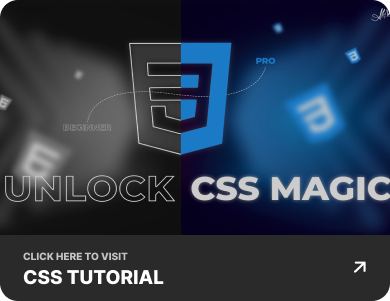 PRO
BEGINNER
UNLOCK CSS MAGIC
CLICK HERE TO VISIT
CSS TUTORIAL